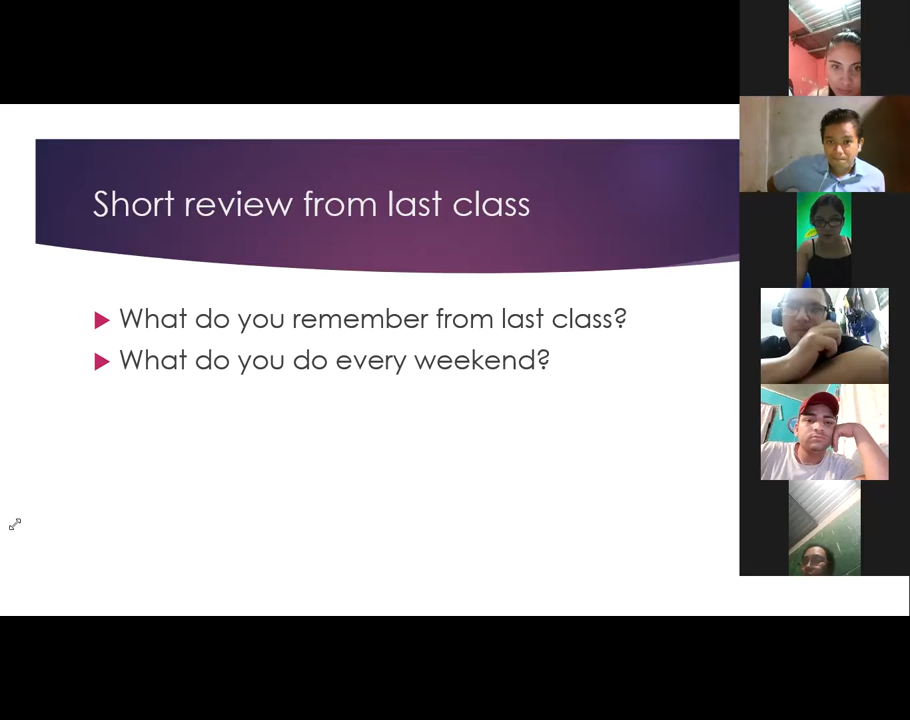 Short review from last class
What do you remember from last class?
What do you do every weekend?